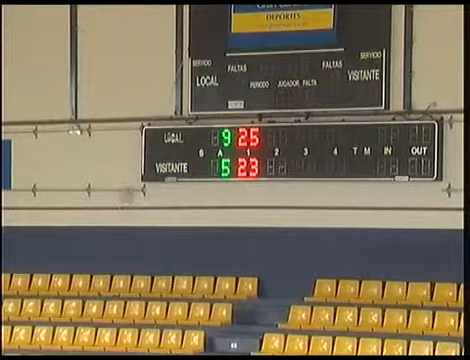 DEPORTES
SERVICIO SERVICIO
LOCAL FALTAS FALTAS VISITANTE
PERIODO JUGADOR FALTA
LOCAL 9 25
S A 1 2 3 4 T M IN OUT
VISITANTE 5 23